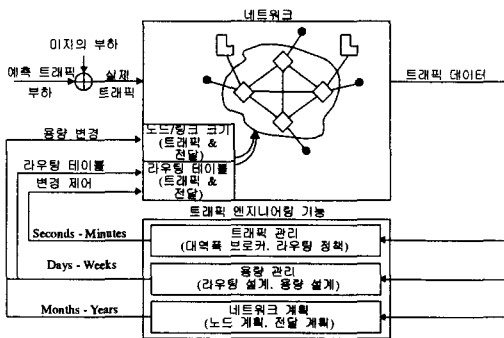 네트워크
미지의 부하
예측 트래픽
부하
실제
트래픽
트래픽 데이터
용량 변경
노드/링크 크기
(트래픽 &
전달)
라우팅 테이블
라우팅 테이블
(트래픽 &
전달)
변경 제어
트래픽 엔지니어링 기능
Seconds - Minutes
트래픽 관리
(대역폭 브로커, 라우팅 정책)
Days - Weeks
용량 관리
(라우팅 설계, 용량 설계)
Months - Years
네트워크 계획
(노드 계획, 전달 계획)